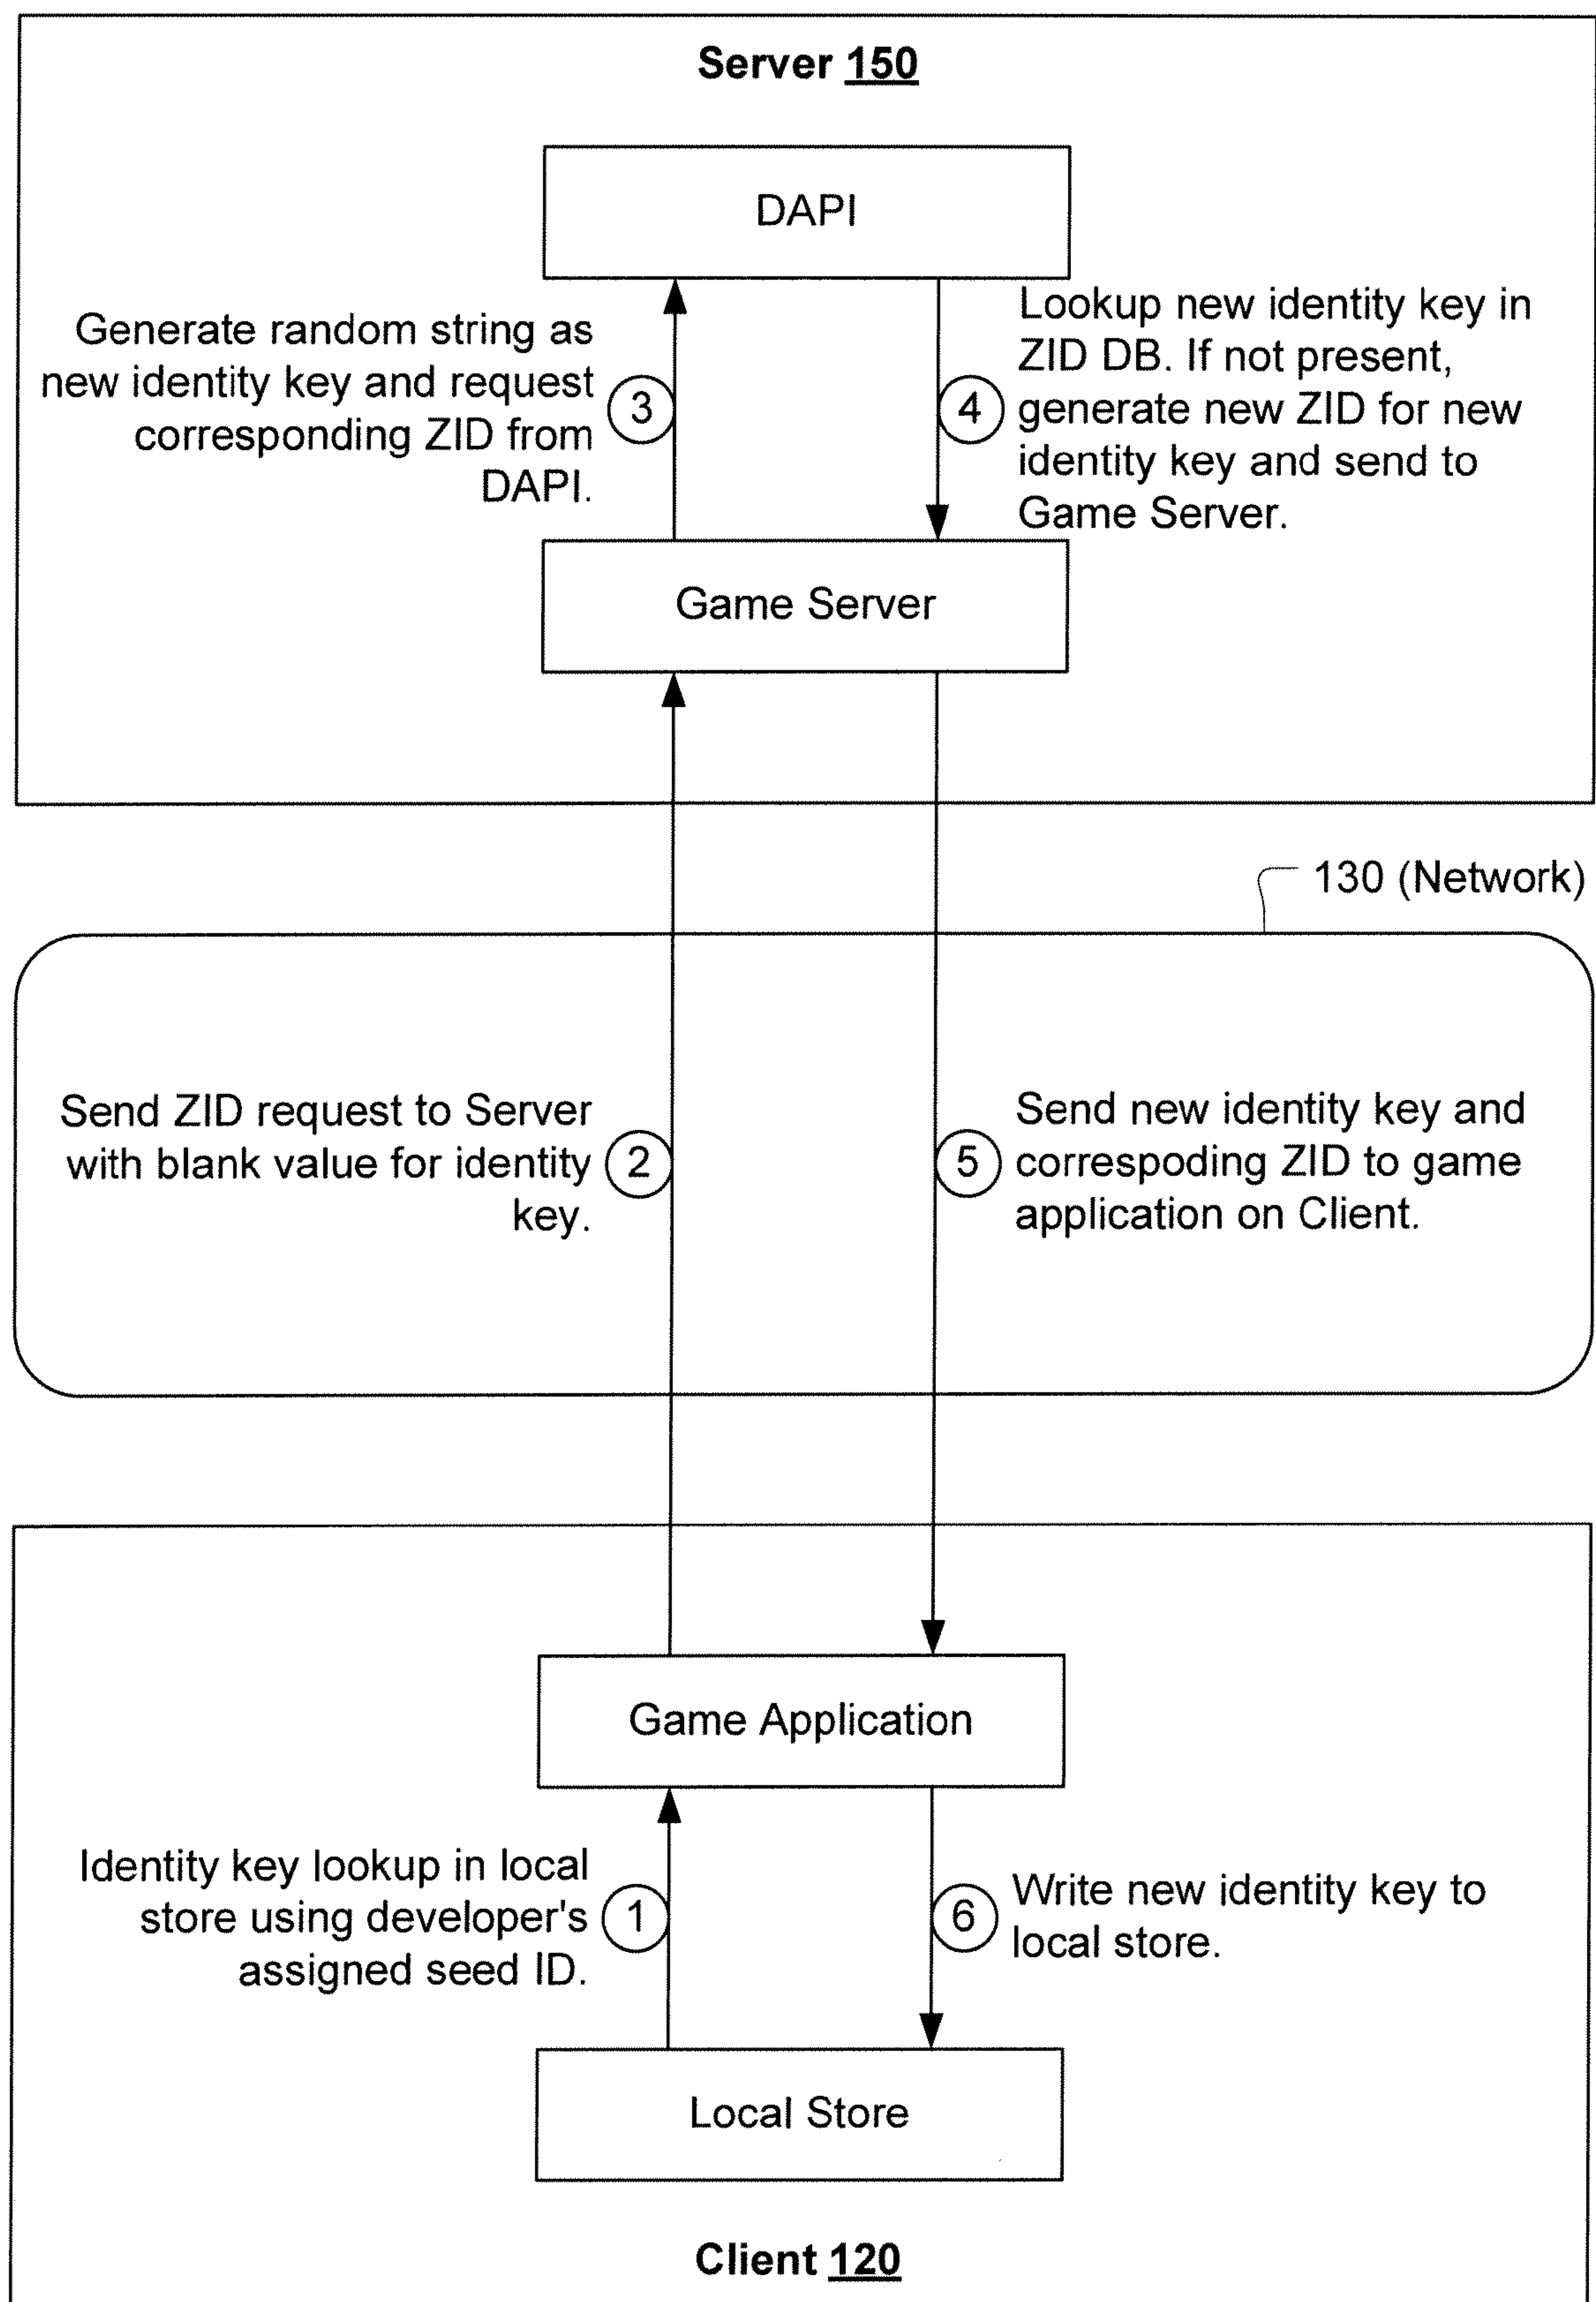 Server 150
DAPI
Generate random string as
new identity key and request
corresponding ZID from
DAPI.
3
4
Lookup new identity key in
ZID DB. If not present,
generate new ZID for new
identity key and send to
Game Server.
Game Server
130 (Network)
Send ZID request to Server
with blank value for identity
key.
2
5
Send new identity key and
correspoding ZID to game
application on Client.
Game Application
Identity key lookup in local
store using developer's
assigned seed ID.
1
6
Write new identity key to
local store.
Local Store
Client 120